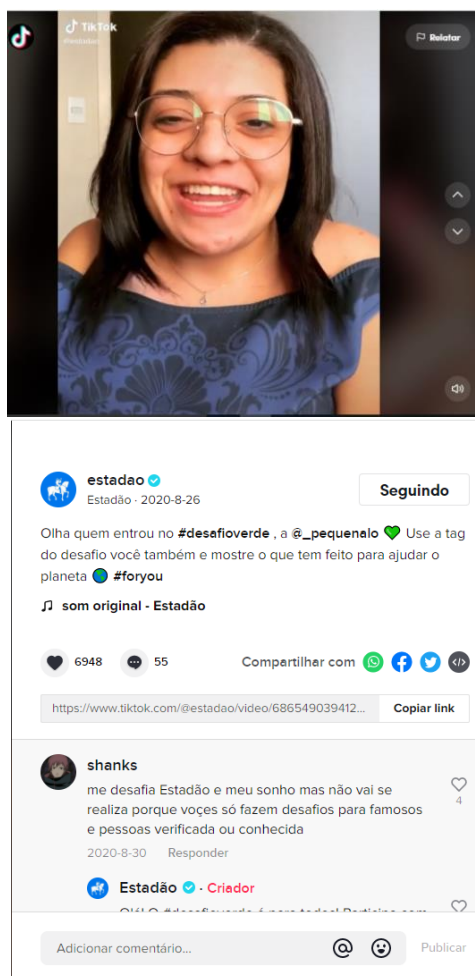 TikTok
Relatar
estadao
Estadão · 2020-8-26
Seguindo
Olha quem entrou no #desafioverde , a @_pequenalo 💚 Use a tag
do desafio você também e mostre o que tem feito para ajudar o
planeta 🌎 #foryou
♫ som original - Estadão
6948
55
Compartilhar com
https://www.tiktok.com/@estadao/video/686549039412...
Copiar link
shanks
me desafia Estadão e meu sonho mas não vai se
realiza porque voçes só fazem desafios para famosos
e pessoas verificada ou conhecida
4
2020-8-30
Responder
Estadão · Criador
Adicionar comentário...
Publicar